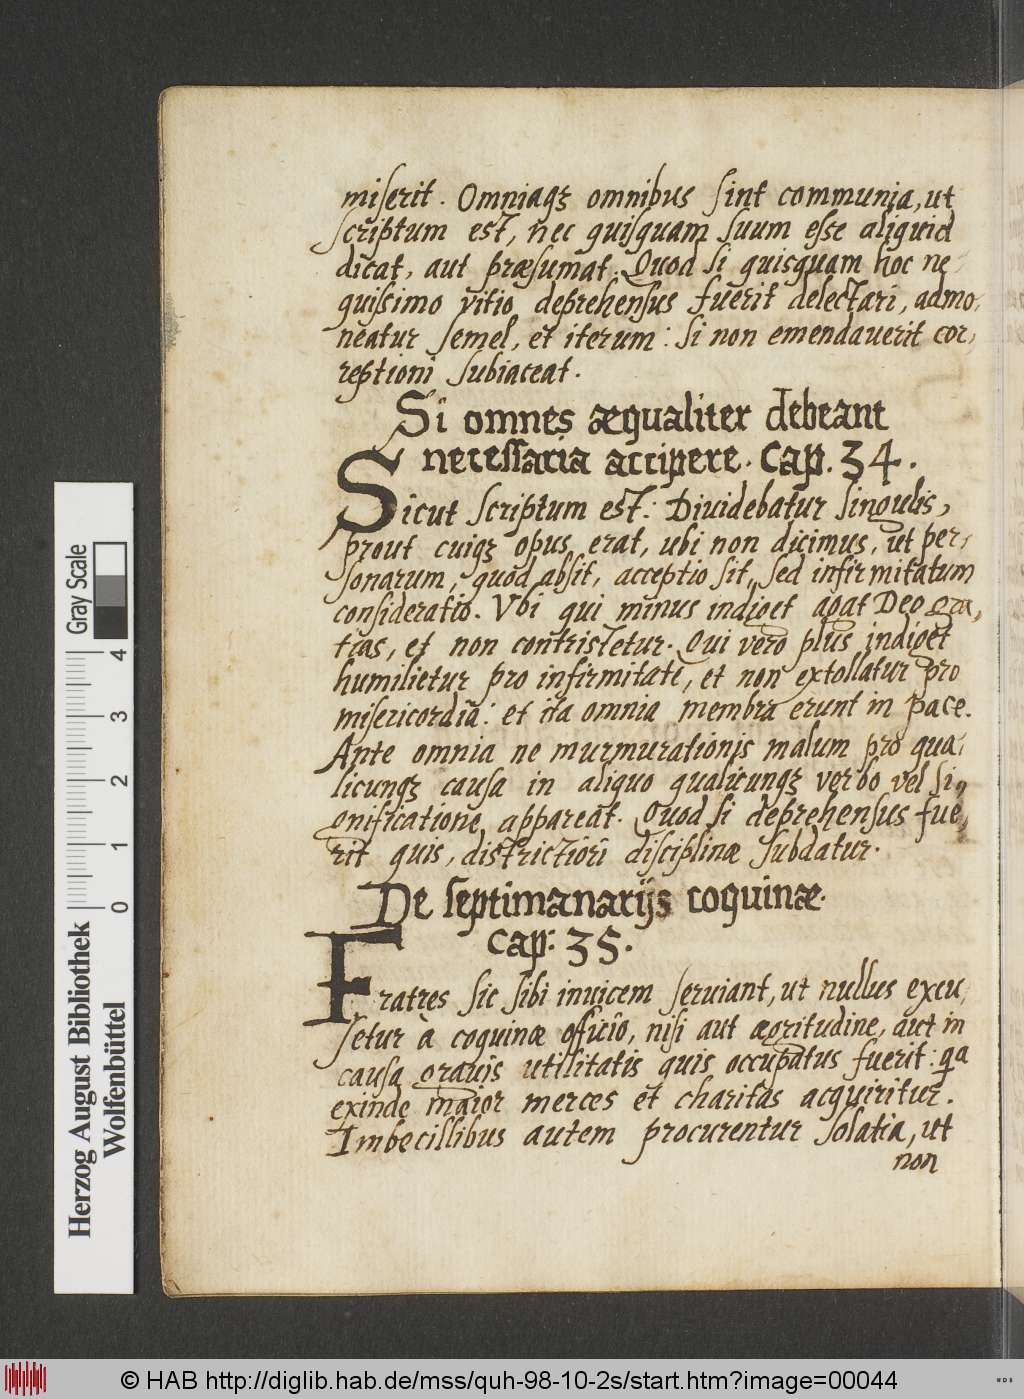 miserit. Omniaqꝫ omnibus sint communia, ut
scriptum est, nec quisquam suum esse aliquid
dicat, aut præsumat. Quod si quisquam hoc ne-
quissimo vitio deprehensus fuerit delectari, admo-
neatur semel, et iterum: si non emendauerit cor-
reptioni subiaceat.
Si omnes æqualiter debeant
necessaria accipere. Cap. 34.
Sicut scriptum est: Diuidebatur singulis,
prout cuiqꝫ opus erat, ubi non dicimus, ut per-
sonarum, quod absit, acceptio sit, sed infirmitatum
consideratio. Vbi qui minus indiget agat Deo gra-
tias, et non contristetur. Qui vero plus indiget
humilietur pro infirmitate, et non extollatur pro
misericordia: et ita omnia membra erunt in pace.
Ante omnia ne murmurationis malum pro qua-
licunqꝫ causa in aliquo qualicunqꝫ verbo vel si-
gnificatione appareat. Quod si deprehensus fue-
rit quis, districtiori disciplinæ subdatur.
De septimanarijs coquinæ.
Cap: 35.
Fratres sic sibi inuicem seruiant, ut nullus excu-
setur à coquinæ officio, nisi aut ægritudine, aut in
causa grauis utilitatis quis occupatus fuerit: qa
exinde maior merces et charitas acquiritur.
Imbecillibus autem procurentur solatia, ut
non
Gray Scale
0 1 2 3 4
Herzog August Bibliothek
Wolfenbüttel
© HAB http://diglib.hab.de/mss/quh-98-10-2s/start.htm?image=00044